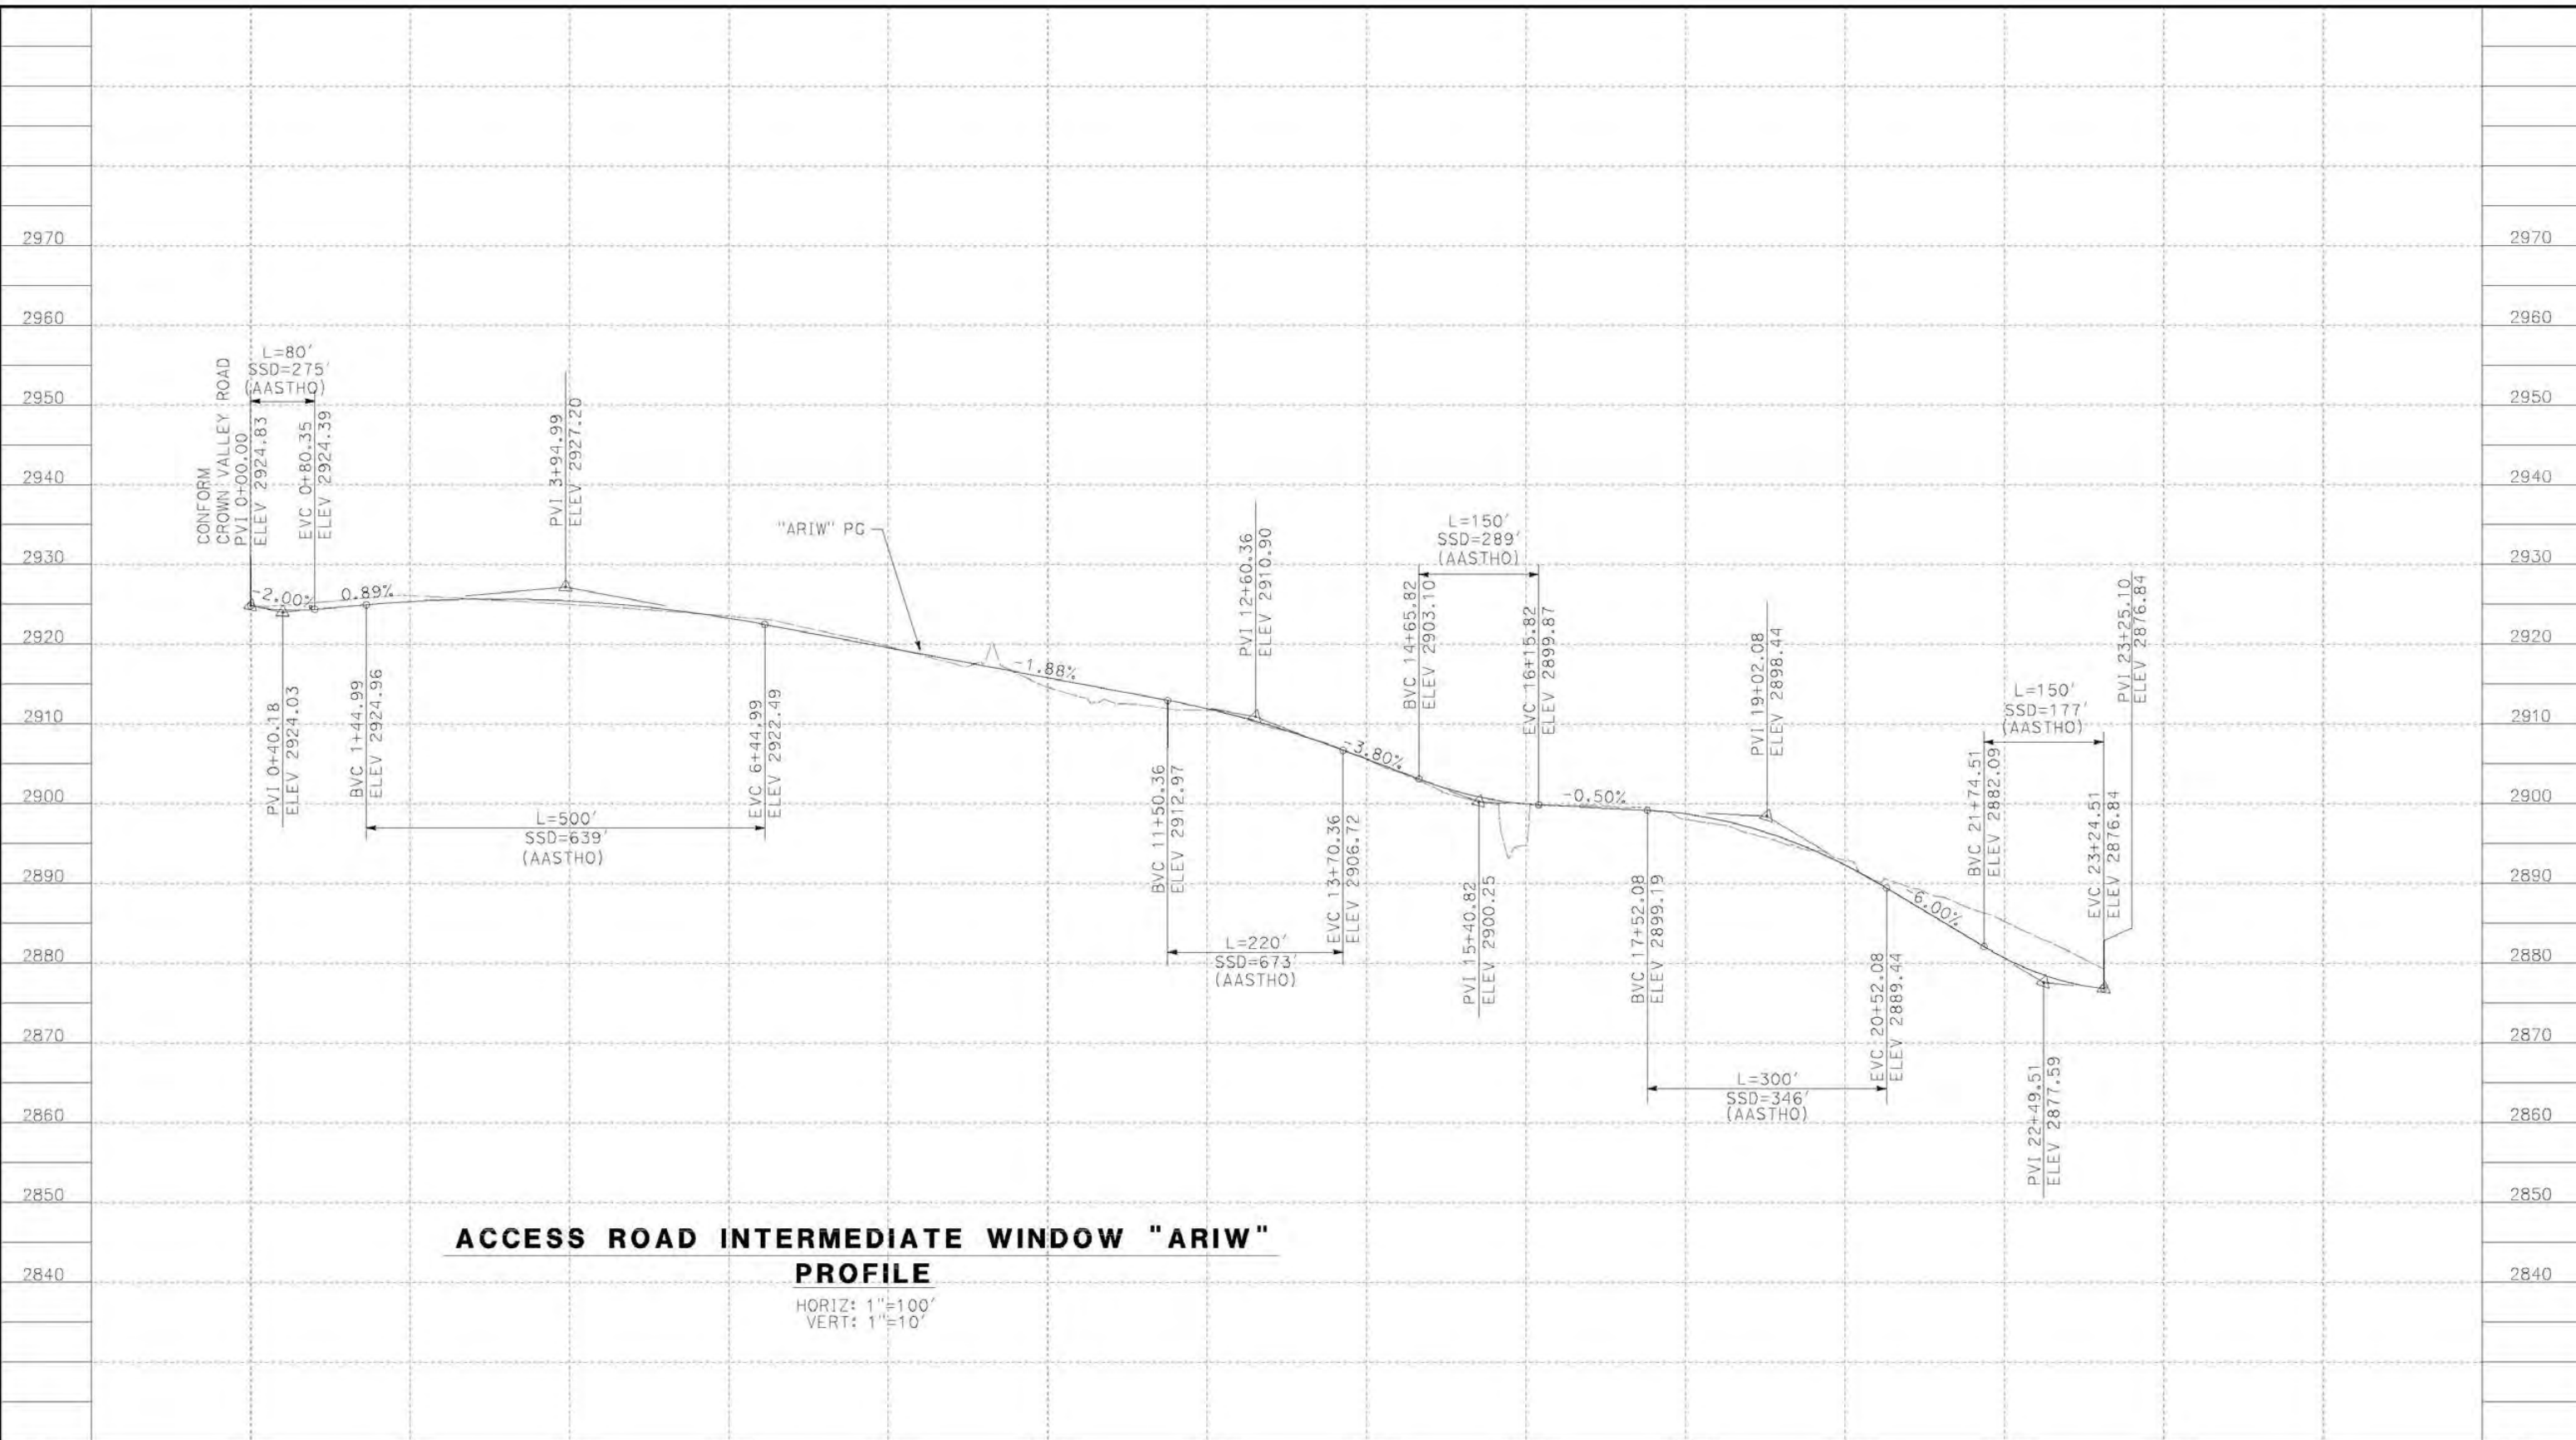 2970
2960
2950
2940
2930
2920
2910
2900
2890
2880
2870
2860
2850
2840
CONFORM
CROWN VALLEY ROAD
PVI 0+00.00
ELEV 2924.83
L=80'
SSD=275'
(AASTHO)
EVC 0+80.35
ELEV 2924.39
-2.00%
0.89%
PVI 0+40.18
ELEV 2924.03
BVC 1+44.99
ELEV 2924.96
PVI 3+94.99
ELEV 2927.20
L=500'
SSD=639'
(AASTHO)
EVC 6+44.99
ELEV 2922.49
"ARIW" PG
-1.88%
BVC 11+50.36
ELEV 2912.97
PVI 12+60.36
ELEV 2910.90
L=220'
SSD=673'
(AASTHO)
EVC 13+70.36
ELEV 2906.72
-3.80%
BVC 14+65.82
ELEV 2903.10
L=150'
SSD=289'
(AASTHO)
PVI 15+40.82
ELEV 2900.25
EVC 16+15.82
ELEV 2899.87
-0.50%
BVC 17+52.08
ELEV 2899.19
PVI 19+02.08
ELEV 2898.44
L=300'
SSD=346'
(AASTHO)
EVC 20+52.08
ELEV 2889.44
-6.00%
BVC 21+74.51
ELEV 2882.09
L=150'
SSD=177'
(AASTHO)
PVI 22+49.51
ELEV 2877.59
EVC 23+24.51
ELEV 2876.84
PVI 23+25.10
ELEV 2876.84
2970
2960
2950
2940
2930
2920
2910
2900
2890
2880
2870
2860
2850
2840
ACCESS ROAD INTERMEDIATE WINDOW "ARIW"
PROFILE
HORIZ: 1"=100'
VERT: 1"=10'